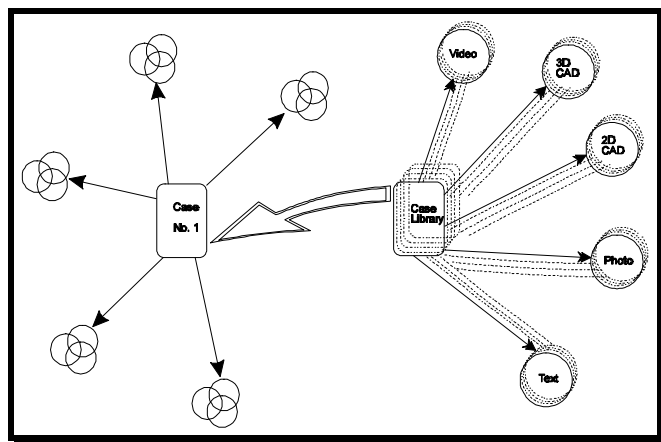 Video
3D
CAD
2D
CAD
Case
No. 1
Case
Library
Photo
Text